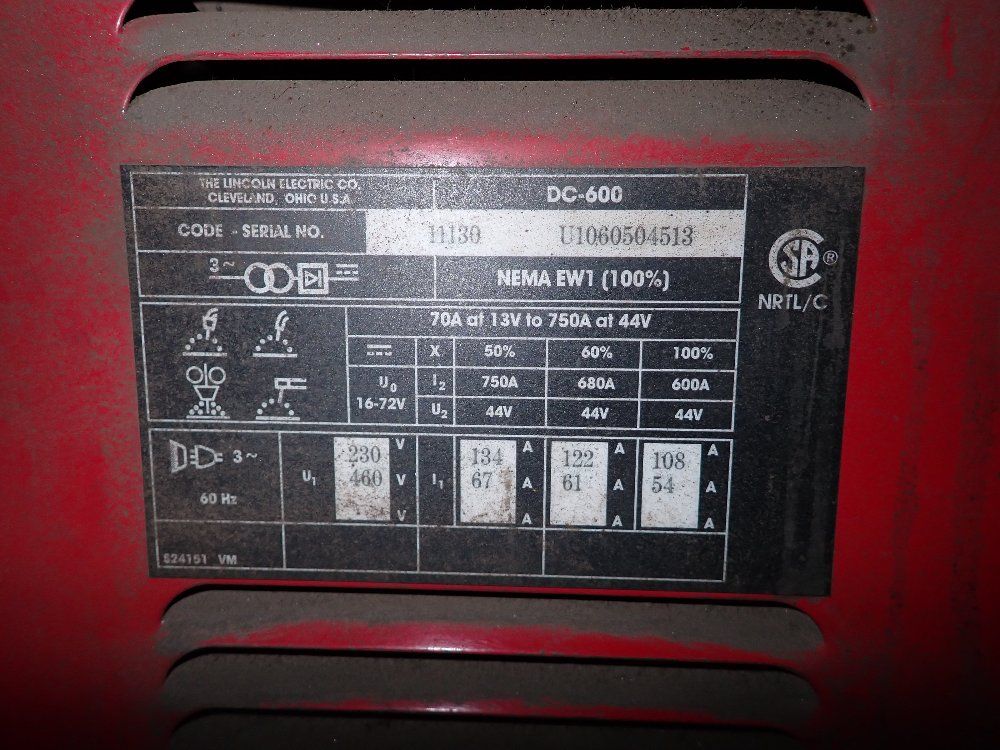 THE LINCOLN ELECTRIC CO.
CLEVELAND, OHIO U.S.A.
DC-600
CODE - SERIAL NO. 11130 U1060504513
3~
NEMA EW1 (100%)
CSA ®
NRTL/C
70A at 13V to 750A at 44V
X 50% 60% 100%
U0 I2 750A 680A 600A
16-72V U2 44V 44V 44V
3~ U1 230 V I1 134 A 122 A 108 A
460 V 67 A 61 A 54 A
60 Hz V A A A
S24151 VM